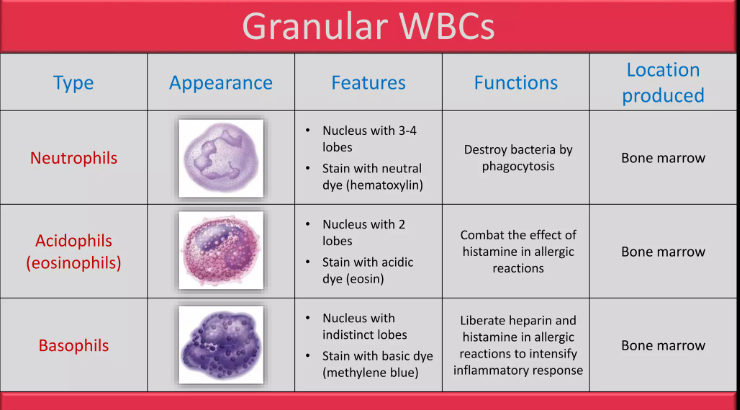 Granular WBCs
Type
Appearance
Features
Functions
Location
produced
Neutrophils
• Nucleus with 3-4
lobes
• Stain with neutral
dye (hematoxylin)
Destroy bacteria by
phagocytosis
Bone marrow
Acidophils
(eosinophils)
• Nucleus with 2
lobes
• Stain with acidic
dye (eosin)
Combat the effect of
histamine in allergic
reactions
Bone marrow
Basophils
• Nucleus with
indistinct lobes
• Stain with basic dye
(methylene blue)
Liberate heparin and
histamine in allergic
reactions to intensify
inflammatory response
Bone marrow